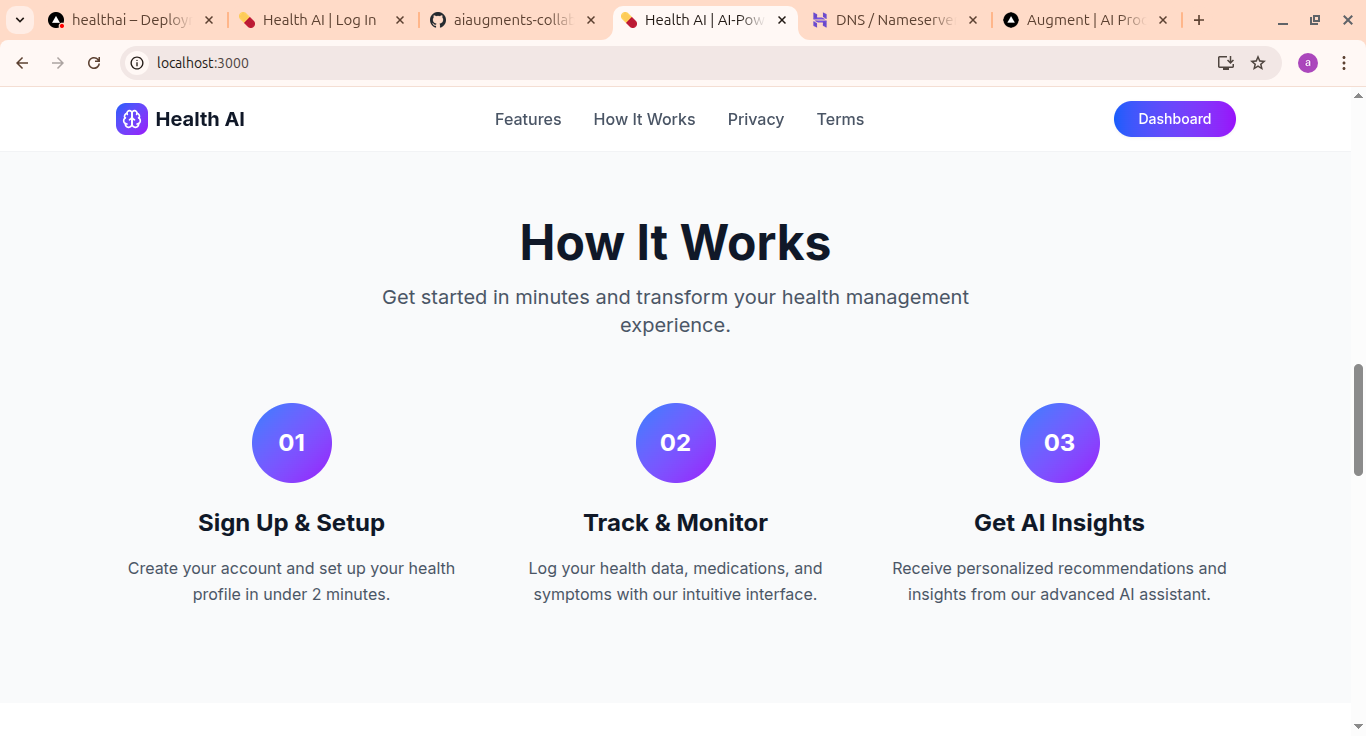 healthai – Deploy
Health AI | Log In
aiaugments-collab
Health AI | AI-Pow
DNS / Nameserve
Augment | AI Pro
localhost:3000
a
Health AI
Features
How It Works
Privacy
Terms
Dashboard
How It Works
Get started in minutes and transform your health management
experience.
01
02
03
Sign Up & Setup
Track & Monitor
Get AI Insights
Create your account and set up your health
profile in under 2 minutes.
Log your health data, medications, and
symptoms with our intuitive interface.
Receive personalized recommendations and
insights from our advanced AI assistant.